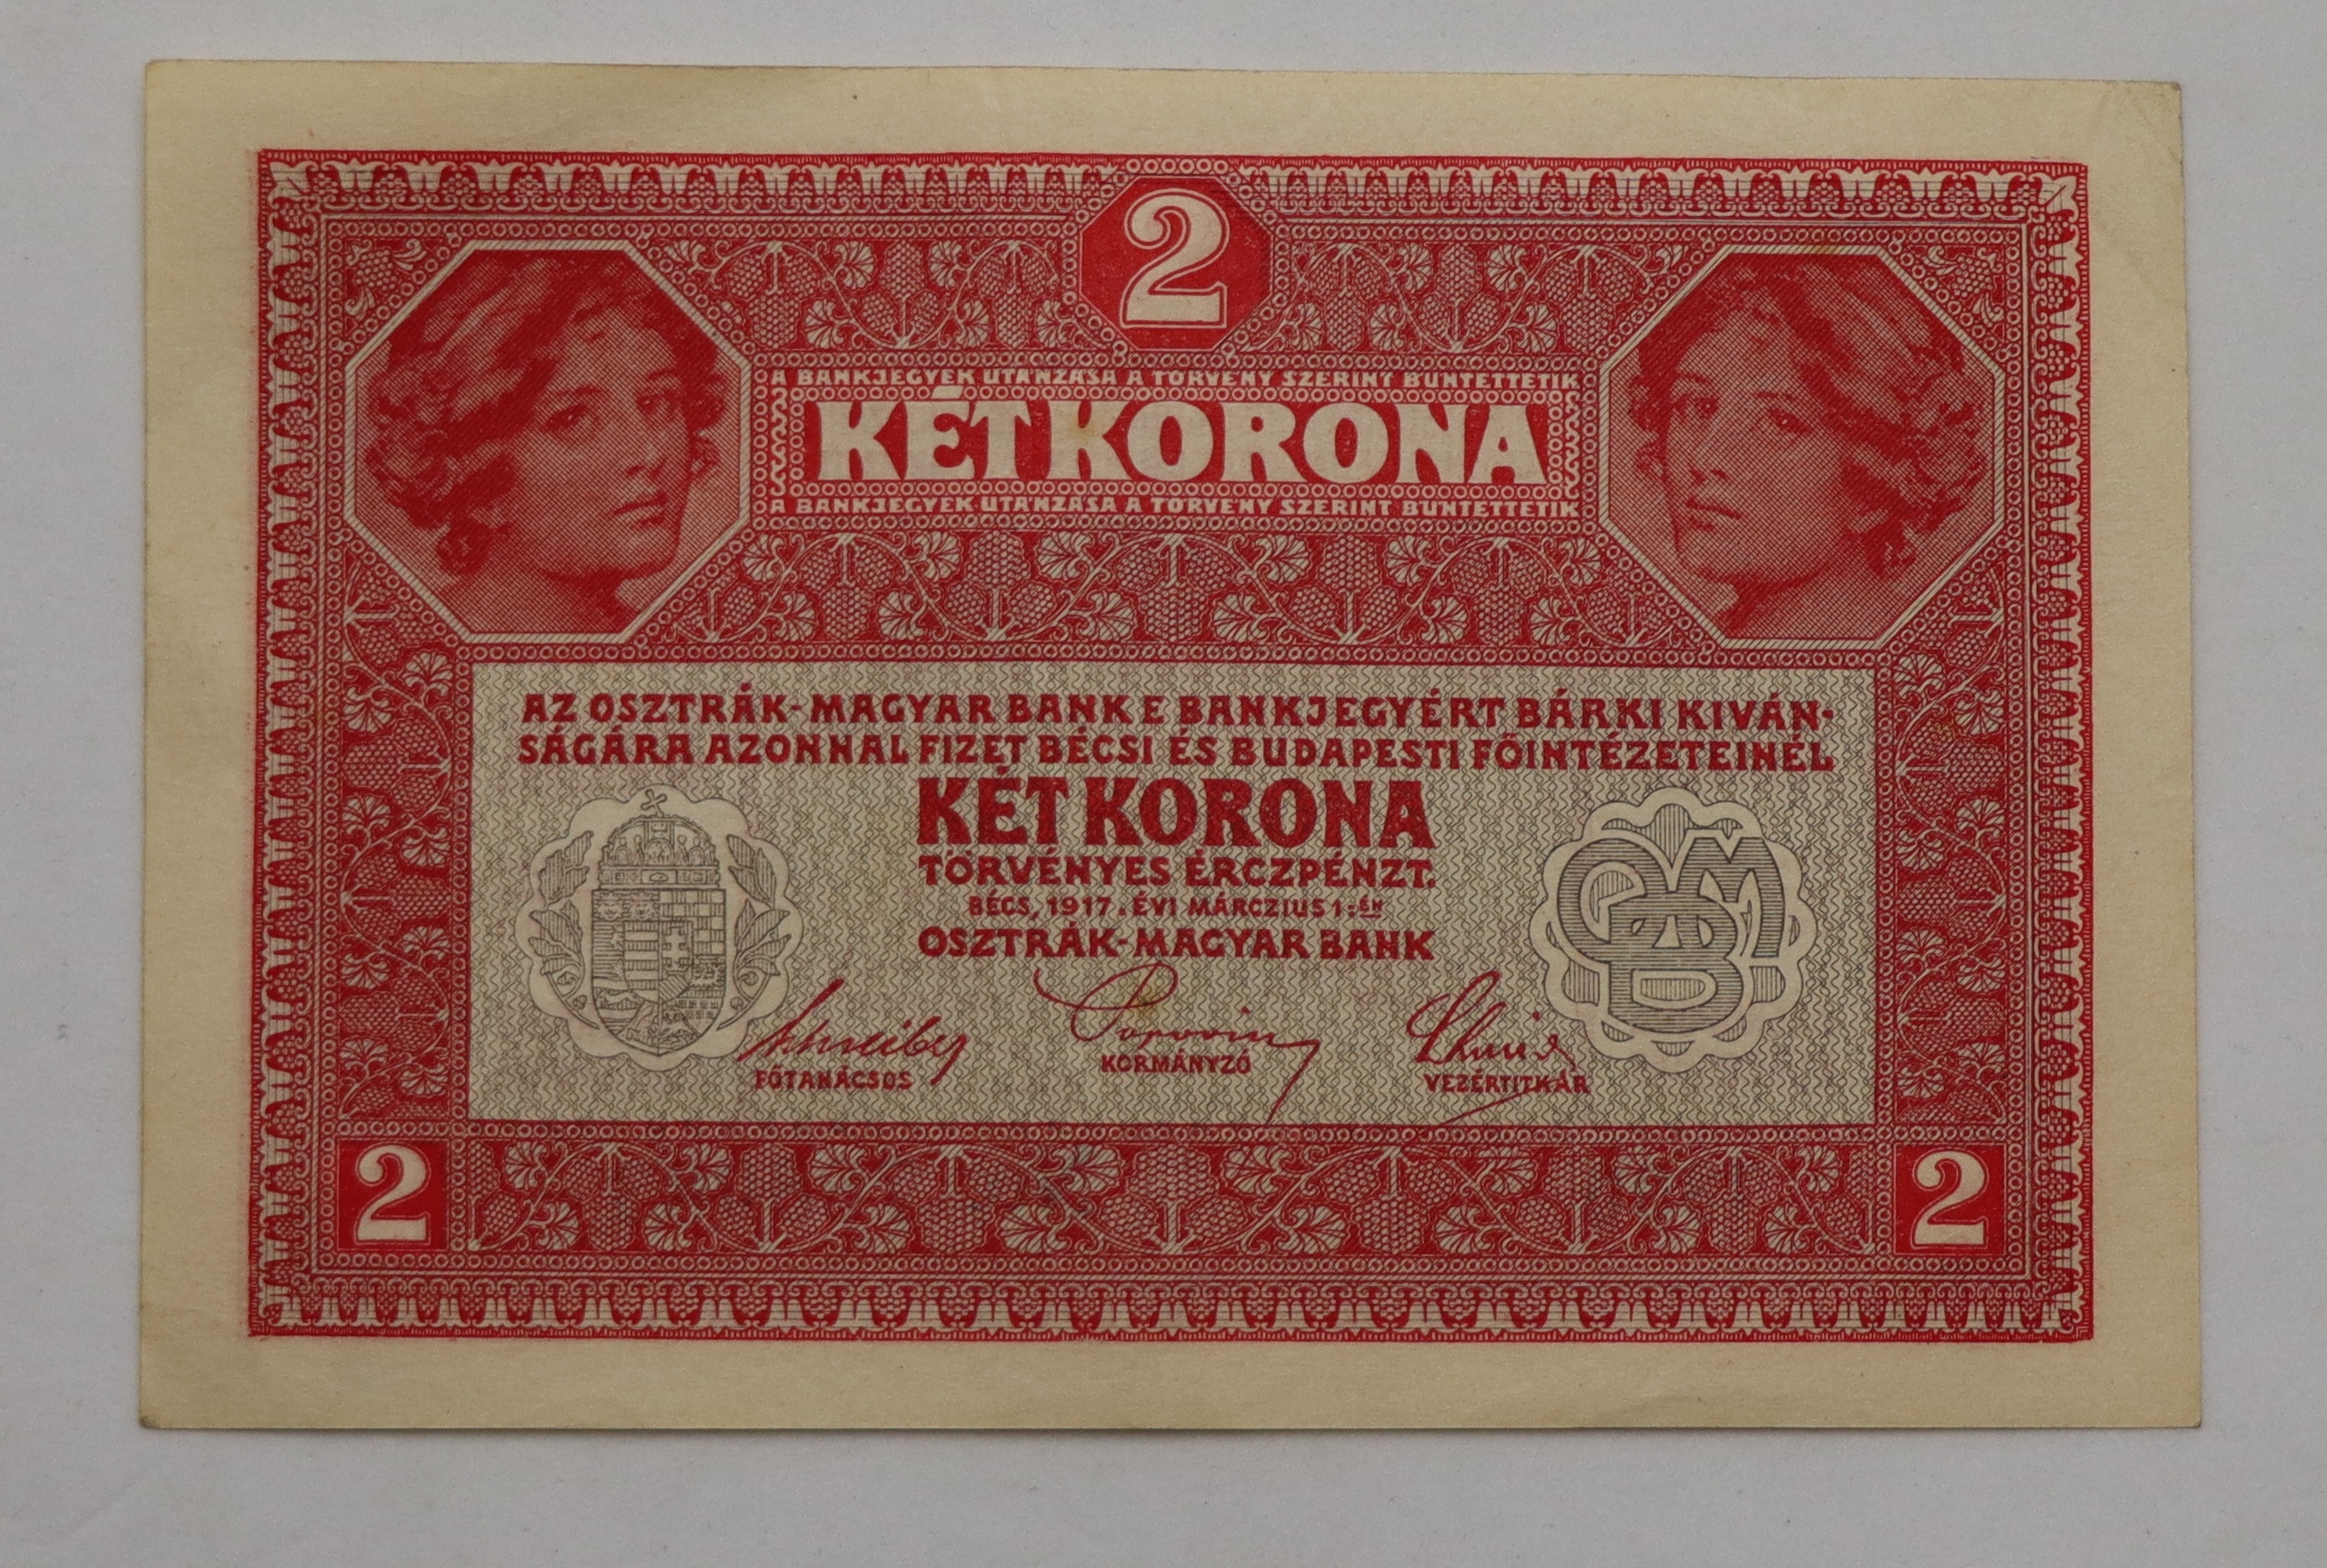 2
A BANKJEGYEK UTÁNZÁSA A TÖRVÉNY SZERINT BÜNTETTETIK
KÉT KORONA
A BANKJEGYEK UTÁNZÁSA A TÖRVÉNY SZERINT BÜNTETTETIK
AZ OSZTRÁK-MAGYAR BANK E BANKJEGYÉRT BÁRKI KIVÁN-
SÁGÁRA AZONNAL FIZET BÉCSI ÉS BUDAPESTI FŐINTÉZETEINÉL
KÉT KORONA
TÖRVÉNYES ÉRCZPÉNZT.
BÉCS, 1917. ÉVI MÁRCZIUS 1-ÉN
OSZTRÁK-MAGYAR BANK
FŐTANÁCSOS
KORMÁNYZÓ
VEZÉRTITKÁR
2
2